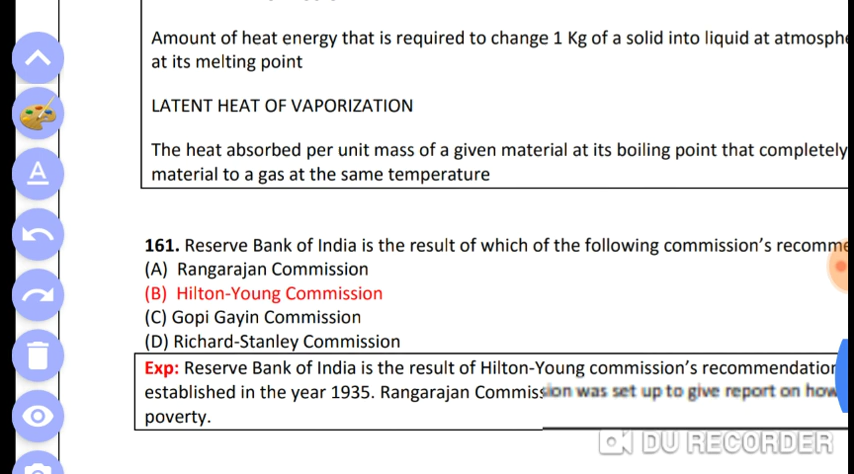 Amount of heat energy that is required to change 1 Kg of a solid into liquid at atmosphe
at its melting point
LATENT HEAT OF VAPORIZATION
The heat absorbed per unit mass of a given material at its boiling point that completely
material to a gas at the same temperature
161. Reserve Bank of India is the result of which of the following commission's recomme
(A) Rangarajan Commission
(B) Hilton-Young Commission
(C) Gopi Gayin Commission
(D) Richard-Stanley Commission
Exp: Reserve Bank of India is the result of Hilton-Young commission's recommendation
established in the year 1935. Rangarajan Commission was set up to give report on how
poverty.
A
DU RECORDER